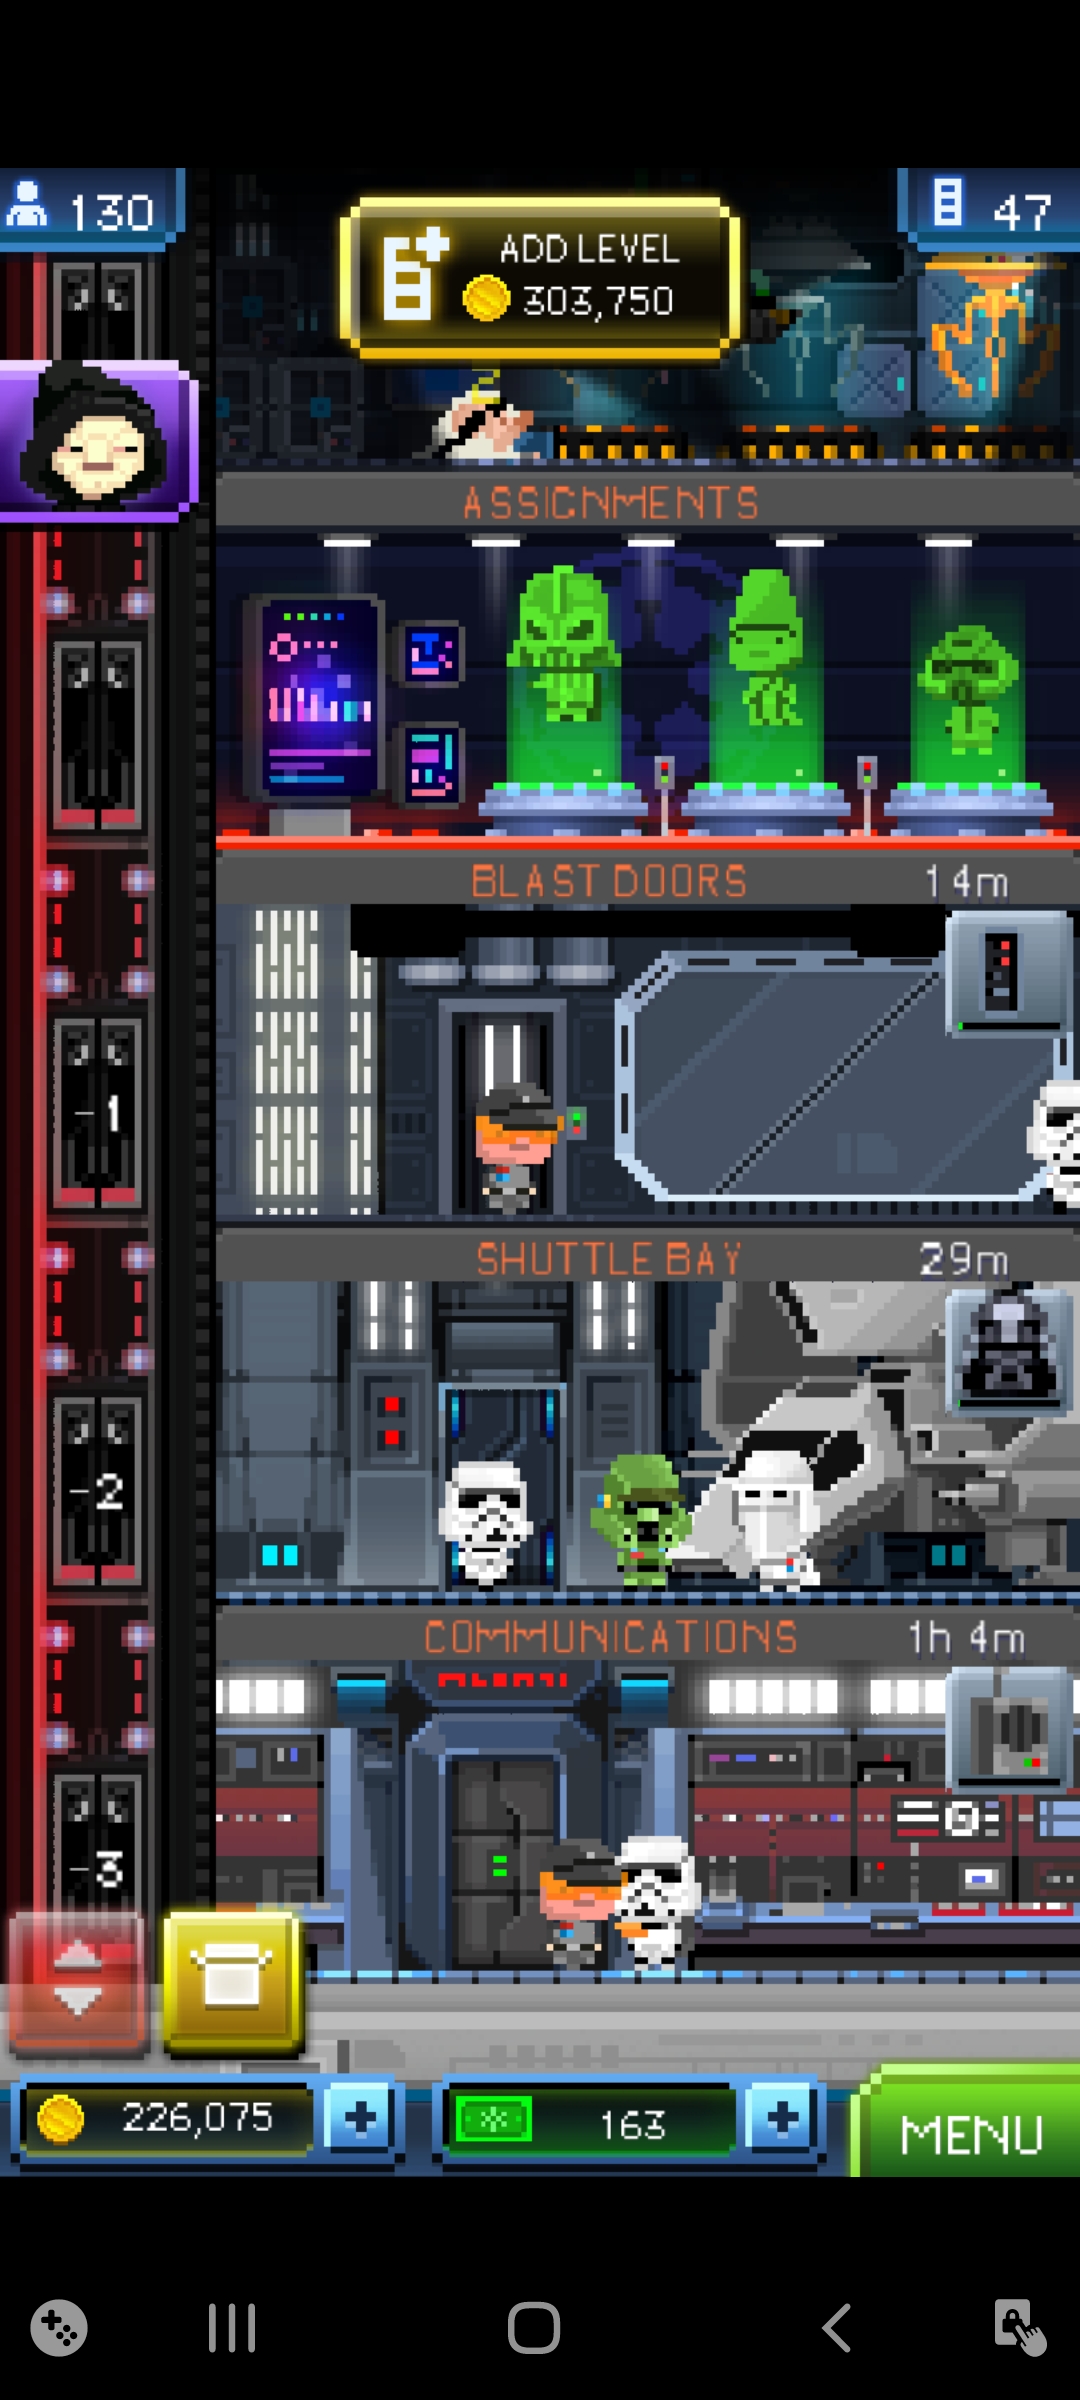 130
47
ADD LEVEL
303,750
ASSIGNMENTS
BLAST DOORS 14m
-1
SHUTTLE BAY 29m
-2
COMMUNICATIONS 1h 4m
-3
226,075
163
MENU